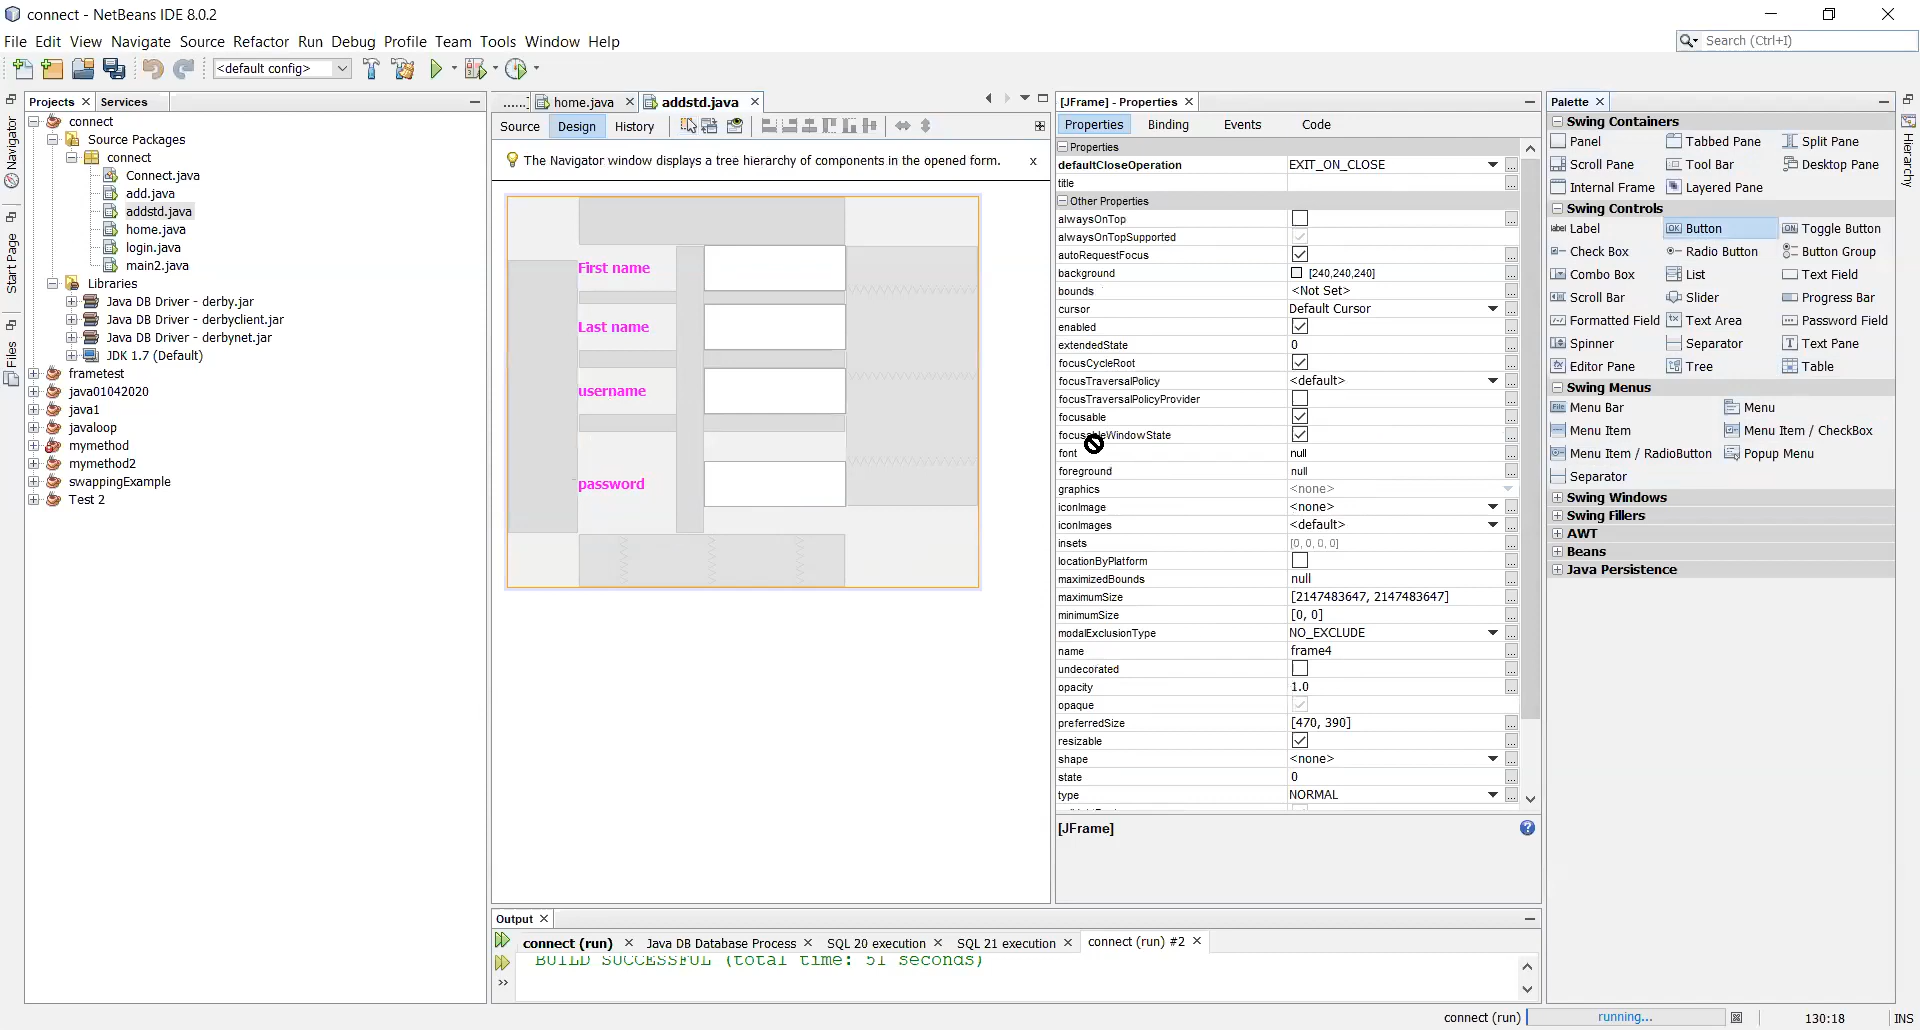 connect - NetBeans IDE 8.0.2
File Edit View Navigate Source Refactor Run Debug Profile Team Tools Window Help
Search (Ctrl+I)
<default config>
Projects
Services
connect
Source Packages
connect
Connect.java
add.java
addstd.java
home.java
login.java
main2.java
Libraries
Java DB Driver - derby.jar
Java DB Driver - derbyclient.jar
Java DB Driver - derbynet.jar
JDK 1.7 (Default)
frametest
java01042020
java1
javaloop
mymethod
mymethod2
swappingExample
Test 2
Navigator
Start Page
Files
...... home.java addstd.java
Source Design History
The Navigator window displays a tree hierarchy of components in the opened form. x
First name
Last name
username
password
[JFrame] - Properties
Properties Binding Events Code
Properties
defaultCloseOperation EXIT_ON_CLOSE
title
Other Properties
alwaysOnTop
alwaysOnTopSupported
autoRequestFocus
background [240,240,240]
bounds <Not Set>
cursor Default Cursor
enabled
extendedState 0
focusCycleRoot
focusTraversalPolicy <default>
focusTraversalPolicyProvider
focusable
focusableWindowState
font null
foreground null
graphics <none>
iconImage <none>
iconImages <default>
insets [0, 0, 0, 0]
locationByPlatform
maximizedBounds null
maximumSize [2147483647, 2147483647]
minimumSize [0, 0]
modalExclusionType NO_EXCLUDE
name frame4
undecorated
opacity 1.0
opaque
preferredSize [470, 390]
resizable
shape <none>
state 0
type NORMAL
[JFrame]
Palette
Swing Containers
Panel Tabbed Pane Split Pane
Scroll Pane Tool Bar Desktop Pane
Internal Frame Layered Pane
Swing Controls
Label Button Toggle Button
Check Box Radio Button Button Group
Combo Box List Text Field
Scroll Bar Slider Progress Bar
Formatted Field Text Area Password Field
Spinner Separator Text Pane
Editor Pane Tree Table
Swing Menus
Menu Bar Menu
Menu Item Menu Item / CheckBox
Menu Item / RadioButton Popup Menu
Separator
Swing Windows
Swing Fillers
AWT
Beans
Java Persistence
Hierarchy
Output
connect (run) Java DB Database Process SQL 20 execution SQL 21 execution connect (run) #2
BUILD SUCCESSFUL (total time: 51 seconds)
connect (run) running... 130:18 INS